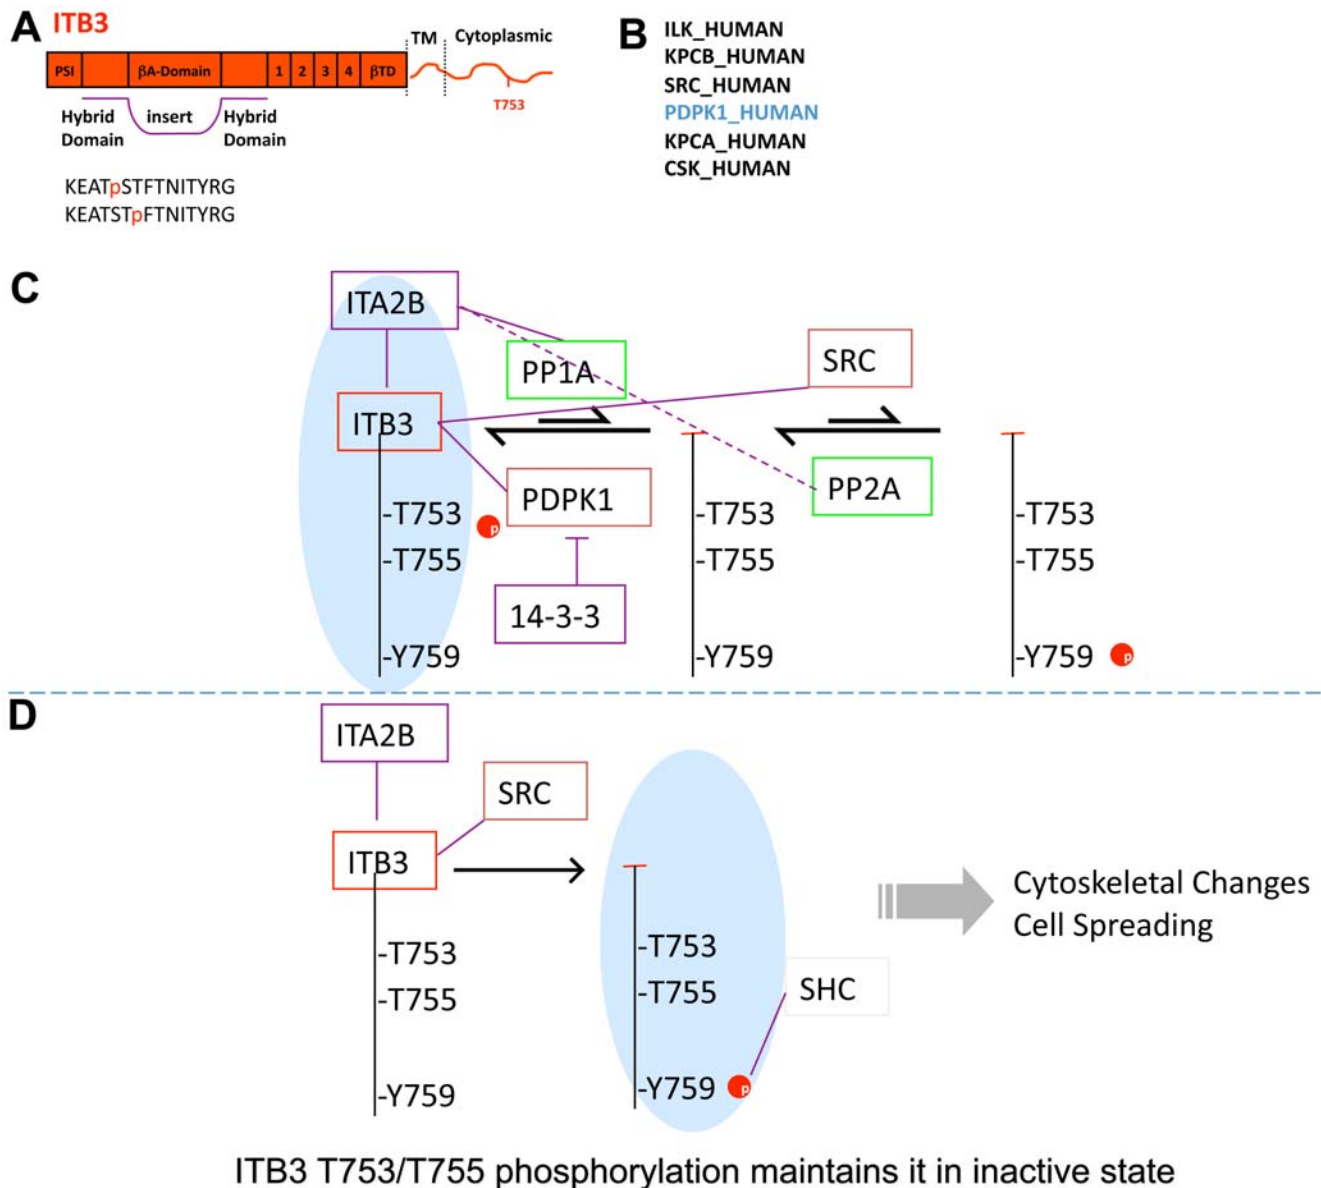 A ITB3
TM Cytoplasmic
PSI βA-Domain 1 2 3 4 βTD
T753
Hybrid Domain
insert
Hybrid Domain
KEATpSTFTNITYRG
KEATSTpFTNITYRG
B
ILK_HUMAN
KPCB_HUMAN
SRC_HUMAN
PDPK1_HUMAN
KPCA_HUMAN
CSK_HUMAN
C
ITA2B
PP1A
SRC
ITB3
PDPK1
PP2A
-T753 p
-T755
14-3-3
-Y759
-T753
-T755
-Y759
-T753
-T755
-Y759 p
D
ITA2B
SRC
ITB3
-T753
-T755
-Y759
-T753
-T755
SHC
-Y759 p
Cytoskeletal Changes
Cell Spreading
ITB3 T753/T755 phosphorylation maintains it in inactive state